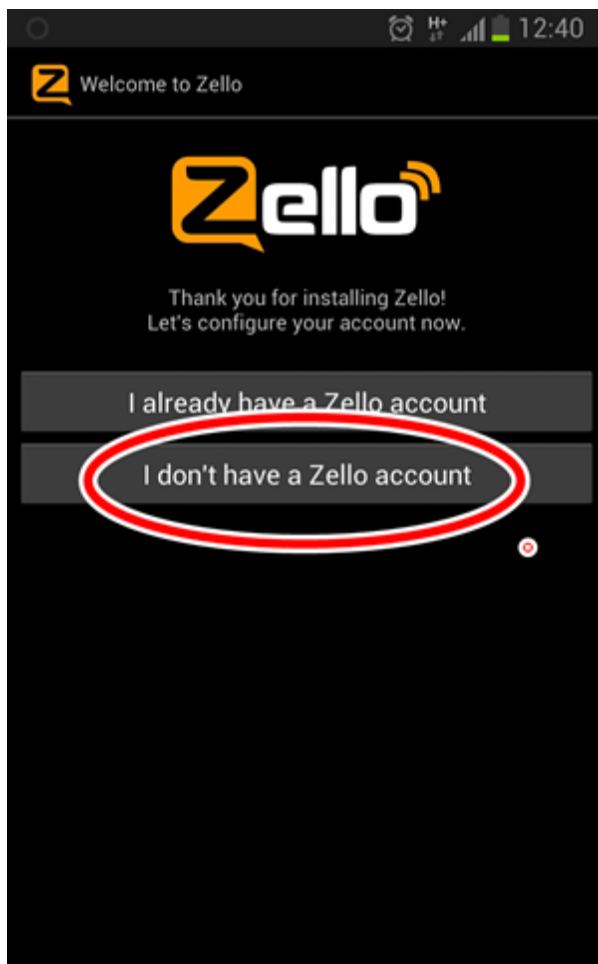 H+ 12:40
Welcome to Zello
Zello
Thank you for installing Zello!
Let's configure your account now.
I already have a Zello account
I don't have a Zello account